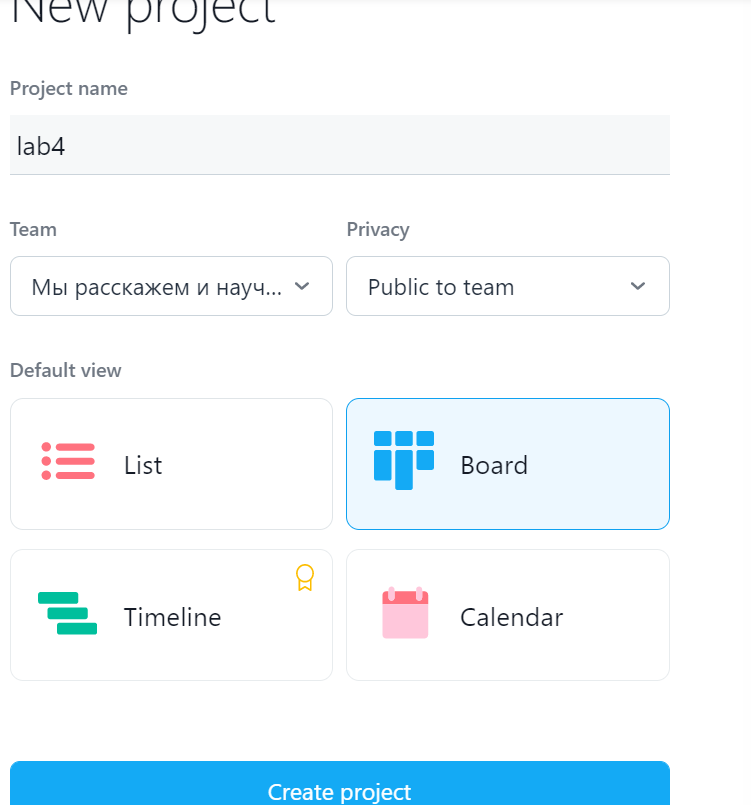 New project
Project name
lab4
Team
Privacy
Мы расскажем и науч...
Public to team
Default view
List
Board
Timeline
Calendar
Create project